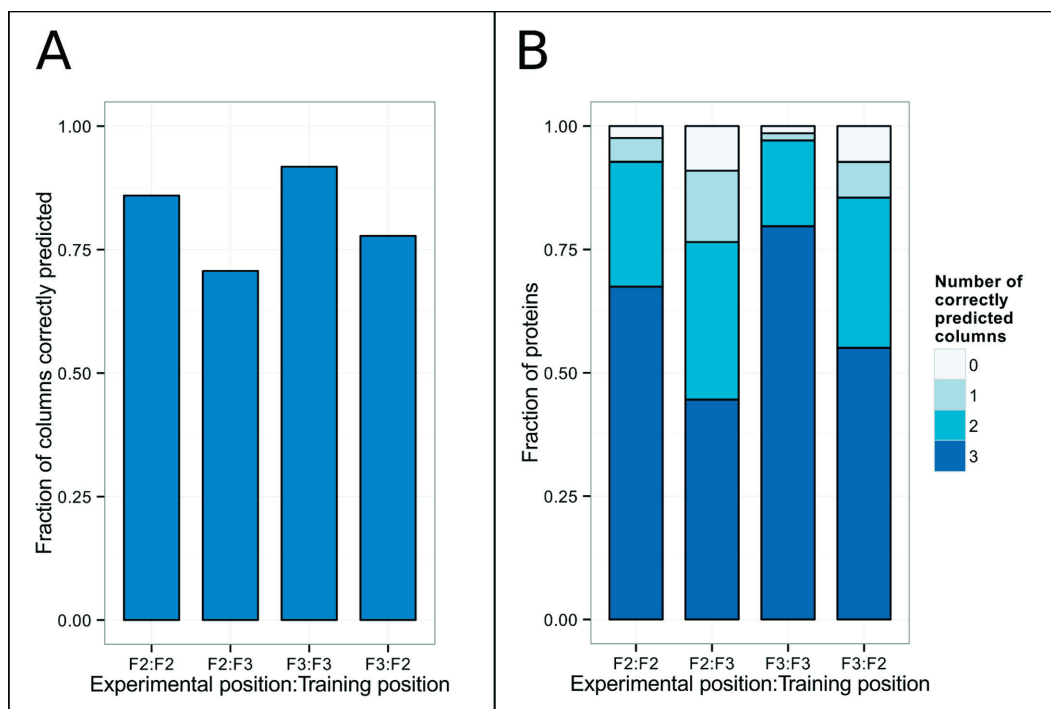 A
1.00
0.75
0.50
0.25
0.00
Fraction of columns correctly predicted
F2:F2 F2:F3 F3:F3 F3:F2
Experimental position:Training position
B
1.00
0.75
0.50
0.25
0.00
Fraction of proteins
F2:F2 F2:F3 F3:F3 F3:F2
Experimental position:Training position
Number of
correctly
predicted
columns
0
1
2
3